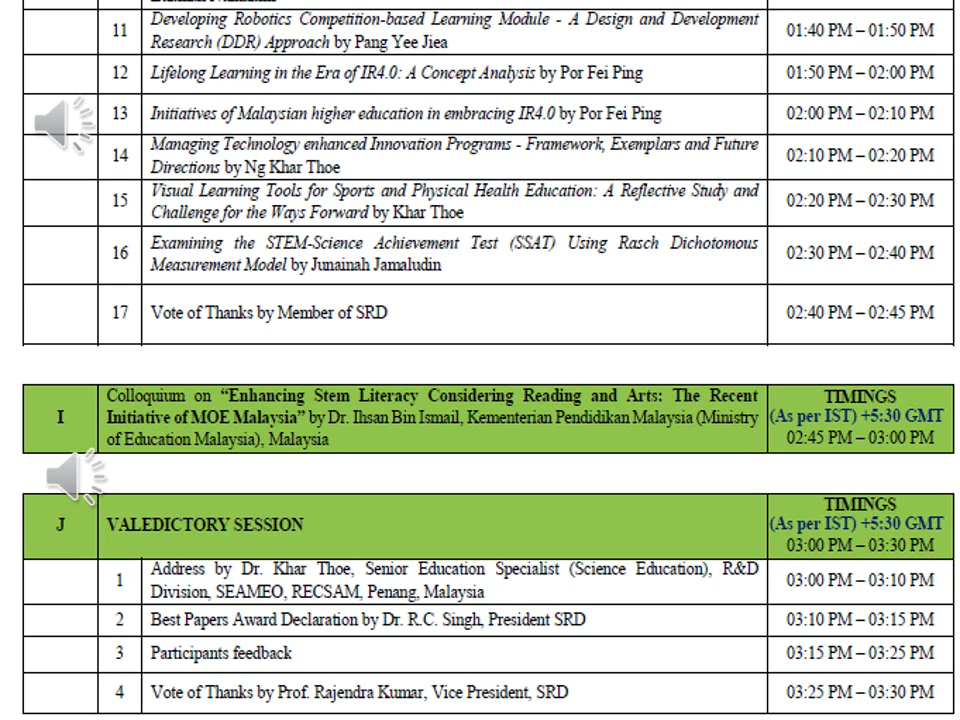 11 Developing Robotics Competition-based Learning Module - A Design and Development 01:40 PM – 01:50 PM
Research (DDR) Approach by Pang Yee Jiea
12 Lifelong Learning in the Era of IR4.0: A Concept Analysis by Por Fei Ping 01:50 PM – 02:00 PM
13 Initiatives of Malaysian higher education in embracing IR4.0 by Por Fei Ping 02:00 PM – 02:10 PM
14 Managing Technology enhanced Innovation Programs - Framework, Exemplars and Future 02:10 PM – 02:20 PM
Directions by Ng Khar Thoe
15 Visual Learning Tools for Sports and Physical Health Education: A Reflective Study and 02:20 PM – 02:30 PM
Challenge for the Ways Forward by Khar Thoe
16 Examining the STEM-Science Achievement Test (SSAT) Using Rasch Dichotomous 02:30 PM – 02:40 PM
Measurement Model by Junainah Jamaludin
17 Vote of Thanks by Member of SRD 02:40 PM – 02:45 PM
I Colloquium on “Enhancing Stem Literacy Considering Reading and Arts: The Recent TIMINGS
Initiative of MOE Malaysia” by Dr. Ihsan Bin Ismail, Kementerian Pendidikan Malaysia (Ministry (As per IST) +5:30 GMT
of Education Malaysia), Malaysia 02:45 PM – 03:00 PM
J VALEDICTORY SESSION TIMINGS
(As per IST) +5:30 GMT
03:00 PM – 03:30 PM
1 Address by Dr. Khar Thoe, Senior Education Specialist (Science Education), R&D 03:00 PM – 03:10 PM
Division, SEAMEO, RECSAM, Penang, Malaysia
2 Best Papers Award Declaration by Dr. R.C. Singh, President SRD 03:10 PM – 03:15 PM
3 Participants feedback 03:15 PM – 03:25 PM
4 Vote of Thanks by Prof. Rajendra Kumar, Vice President, SRD 03:25 PM – 03:30 PM